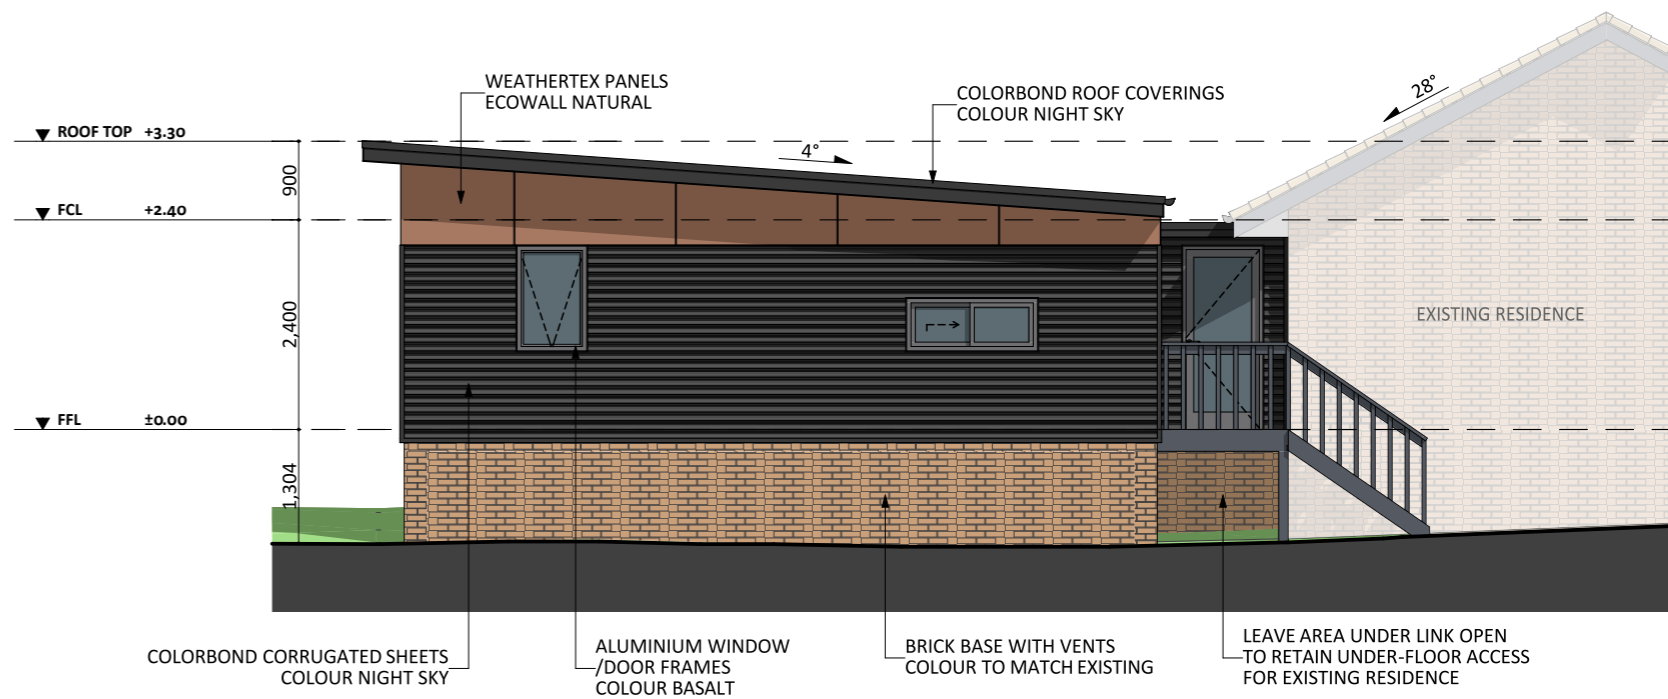 WEATHERTEX PANELS
ECOWALL NATURAL
COLORBOND ROOF COVERINGS
COLOUR NIGHT SKY
28°
ROOF TOP +3.30
4°
900
FCL +2.40
2,400
EXISTING RESIDENCE
FFL ±0.00
1,304
COLORBOND CORRUGATED SHEETS
COLOUR NIGHT SKY
ALUMINIUM WINDOW
/DOOR FRAMES
COLOUR BASALT
BRICK BASE WITH VENTS
COLOUR TO MATCH EXISTING
LEAVE AREA UNDER LINK OPEN
TO RETAIN UNDER-FLOOR ACCESS
FOR EXISTING RESIDENCE